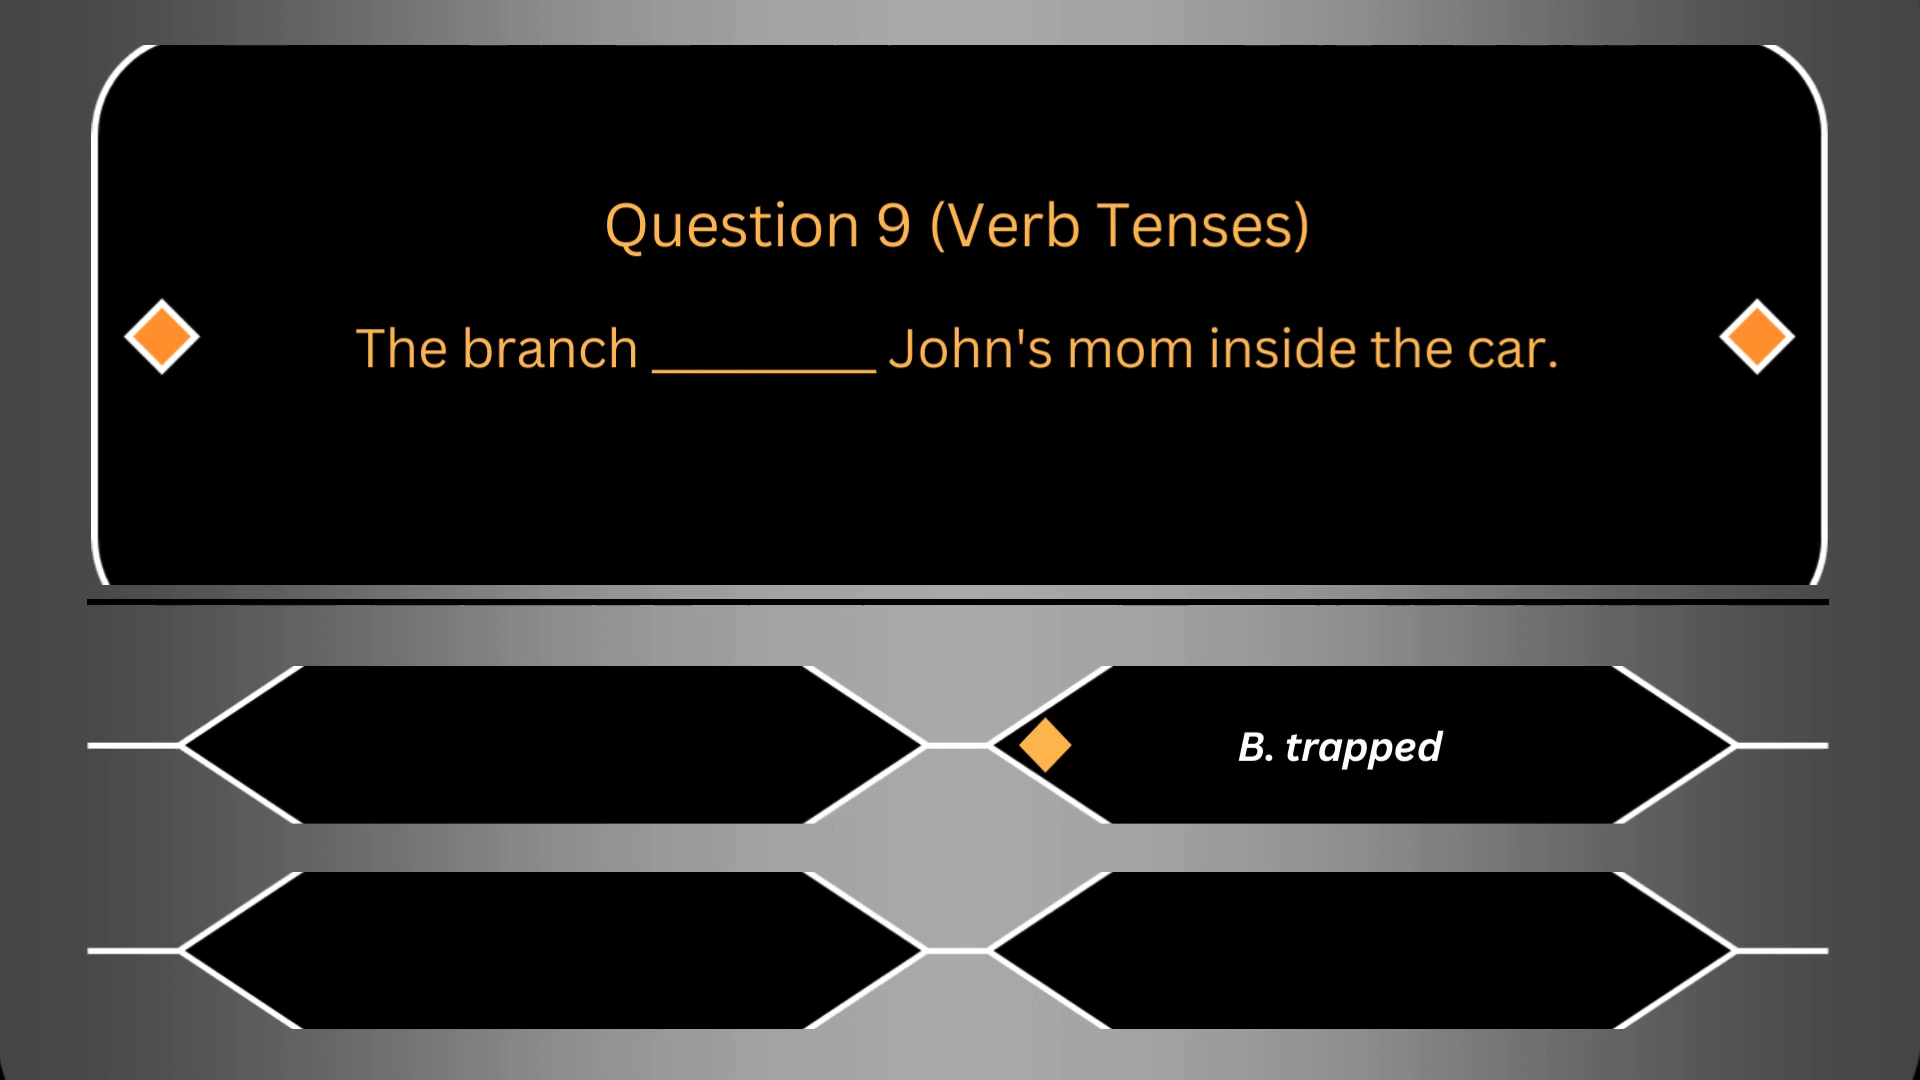 Question 9 (Verb Tenses)
The branch ________ John's mom inside the car.
B. trapped